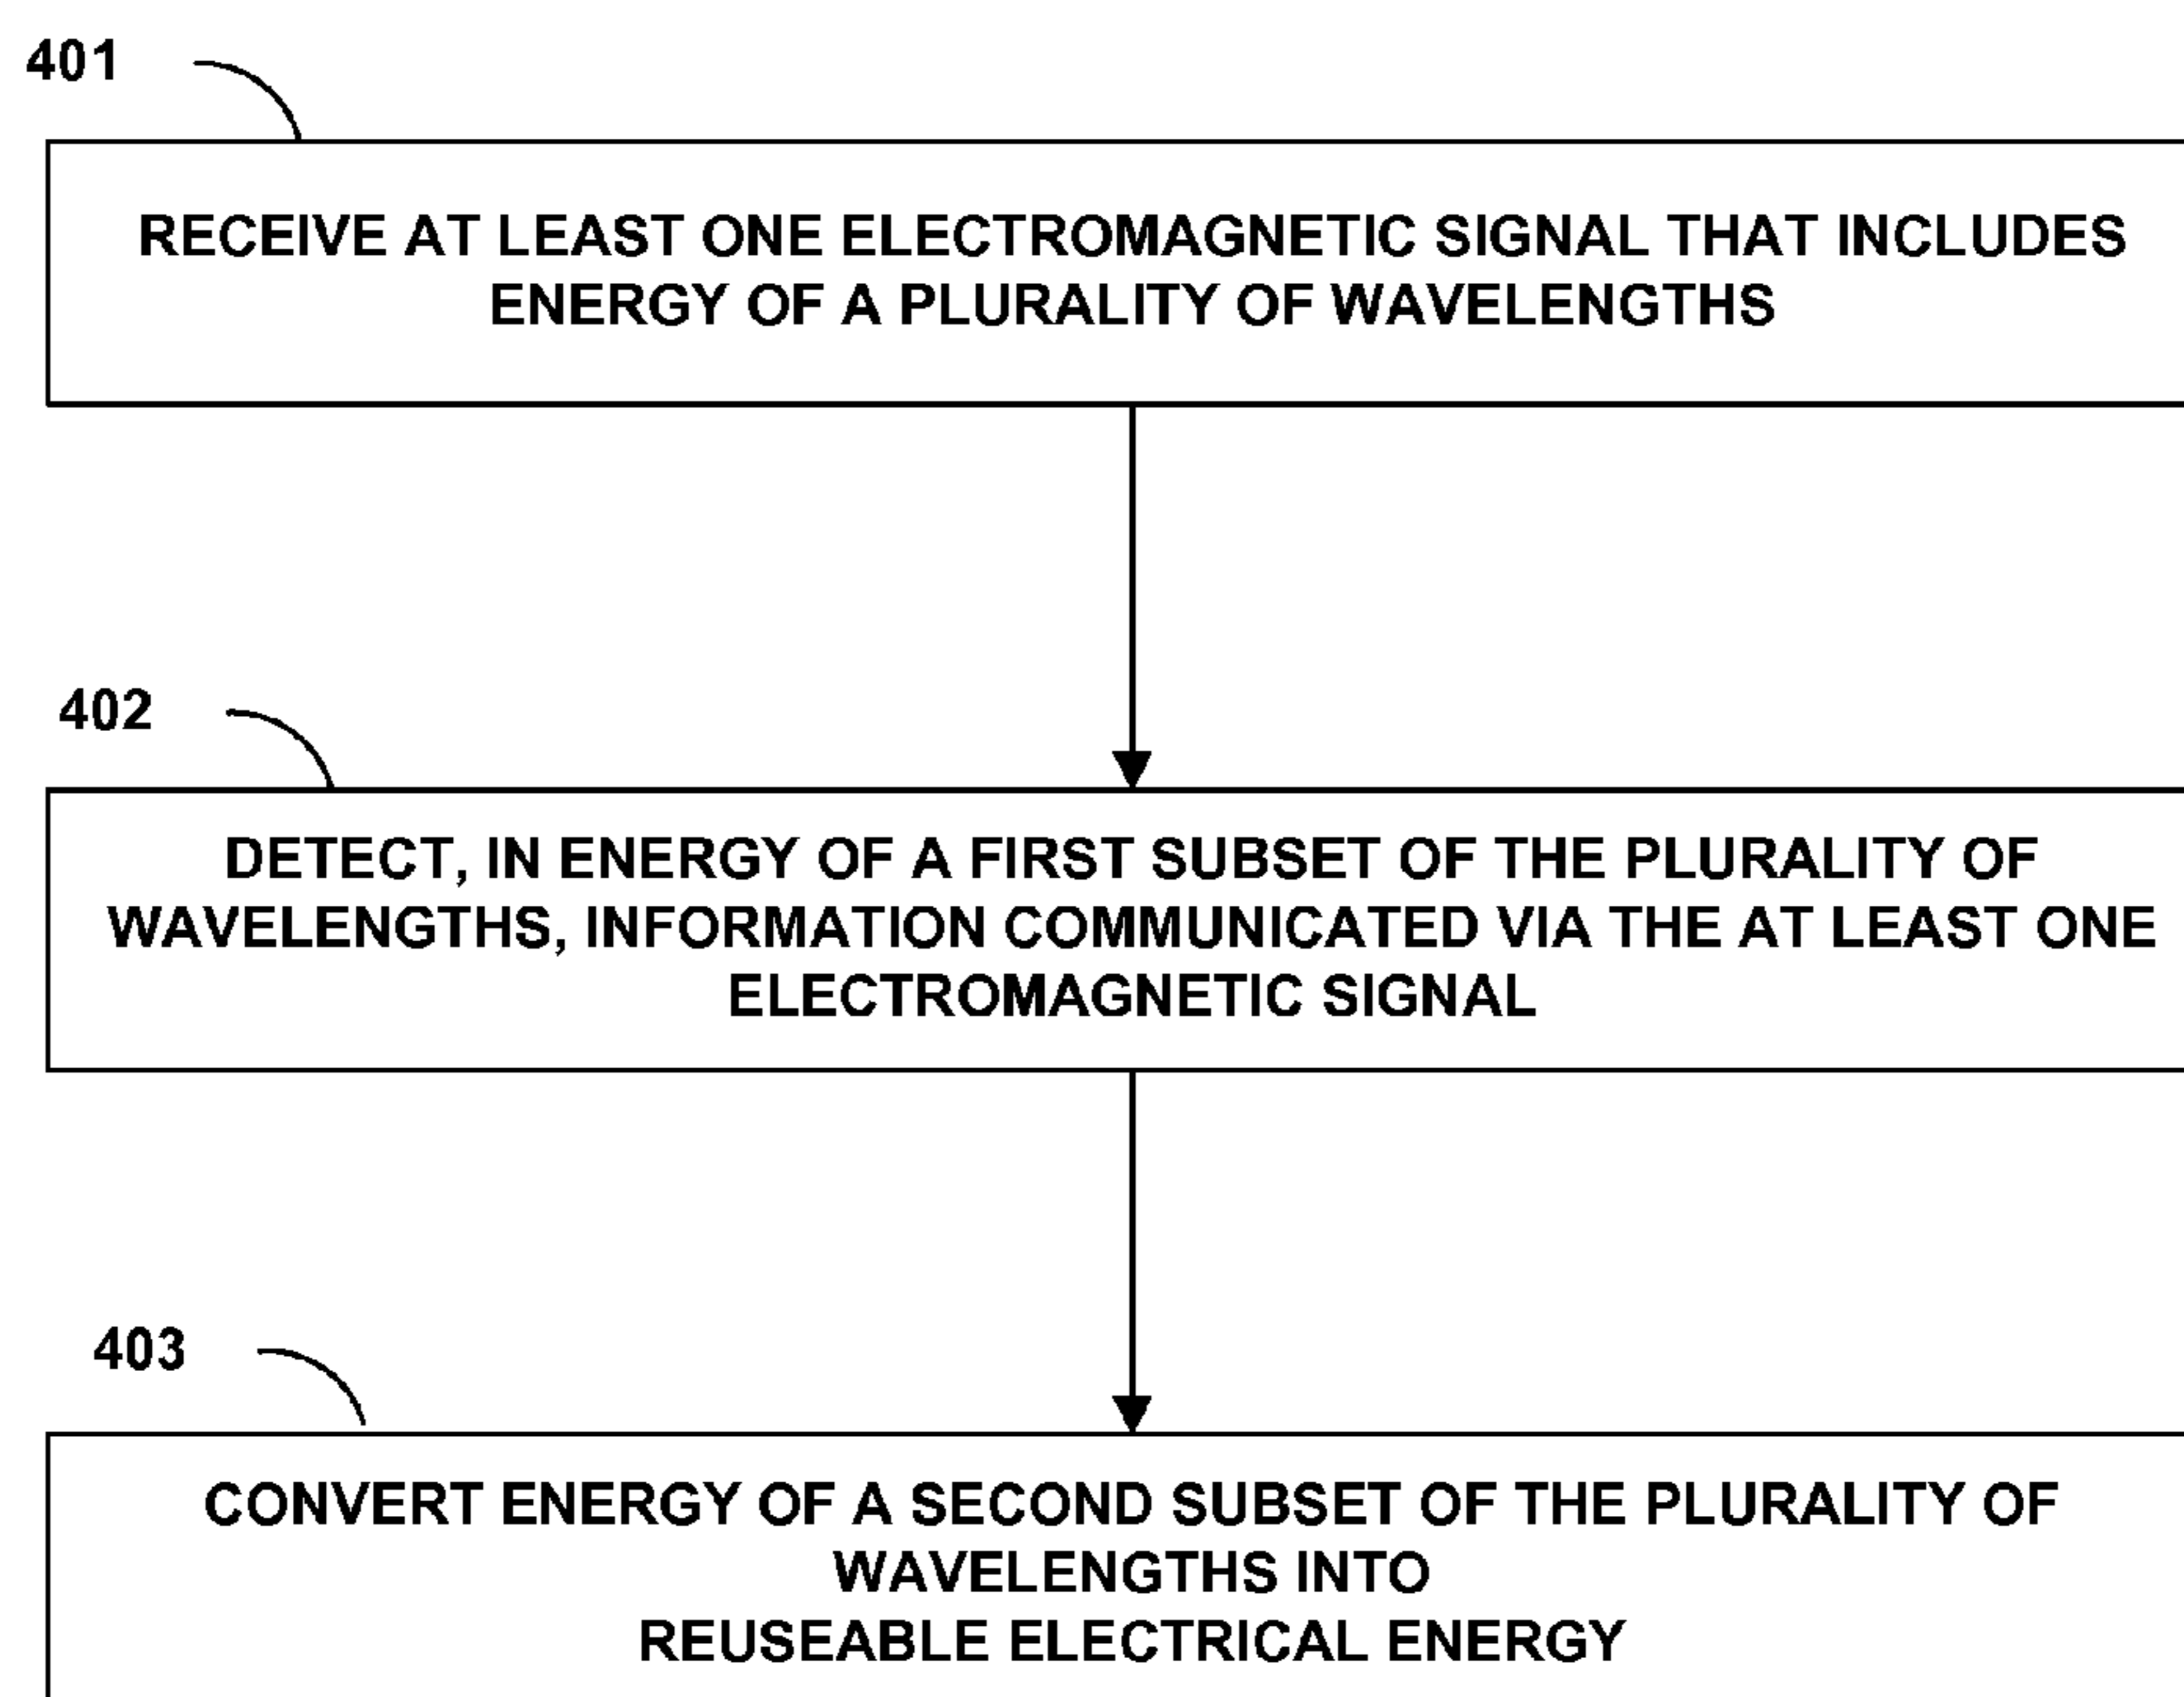 401
RECEIVE AT LEAST ONE ELECTROMAGNETIC SIGNAL THAT INCLUDES
ENERGY OF A PLURALITY OF WAVELENGTHS
402
DETECT, IN ENERGY OF A FIRST SUBSET OF THE PLURALITY OF
WAVELENGTHS, INFORMATION COMMUNICATED VIA THE AT LEAST ONE
ELECTROMAGNETIC SIGNAL
403
CONVERT ENERGY OF A SECOND SUBSET OF THE PLURALITY OF
WAVELENGTHS INTO
REUSEABLE ELECTRICAL ENERGY